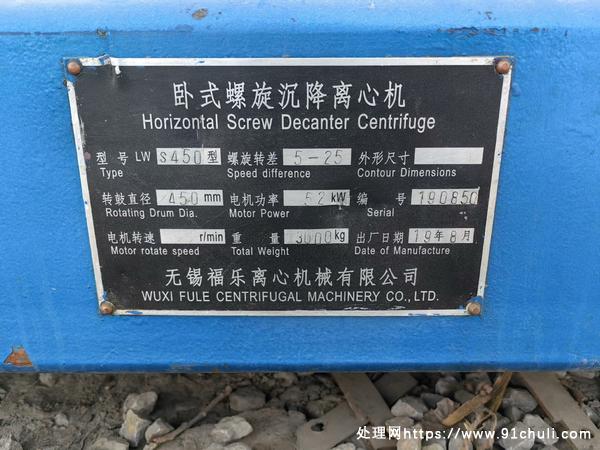 卧式螺旋沉降离心机
Horizontal Screw Decanter Centrifuge
型号 LW S450型 螺旋转差 5-25 外形尺寸
Type Speed difference Contour Dimensions
转鼓直径 450 mm 电机功率 52 kW 编号 190850
Rotating Drum Dia. Motor Power Serial
电机转速 r/min 重量 3000kg 出厂日期 19年8月
Motor rotate speed Total Weight Date of Manufacture
无锡福乐离心机械有限公司
WUXI FULE CENTRIFUGAL MACHINERY CO., LTD.
处理网https://www.91chuli.com/